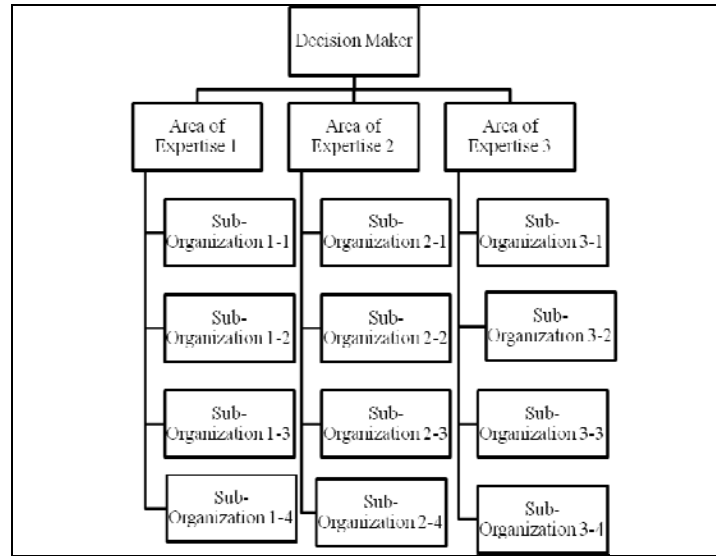 Decision Maker
Area of
Expertise 1
Area of
Expertise 2
Area of
Expertise 3
Sub-
Organization 1-1
Sub-
Organization 2-1
Sub-
Organization 3-1
Sub-
Organization 1-2
Sub-
Organization 2-2
Sub-
Organization 3-2
Sub-
Organization 1-3
Sub-
Organization 2-3
Sub-
Organization 3-3
Sub-
Organization 1-4
Sub-
Organization 2-4
Sub-
Organization 3-4